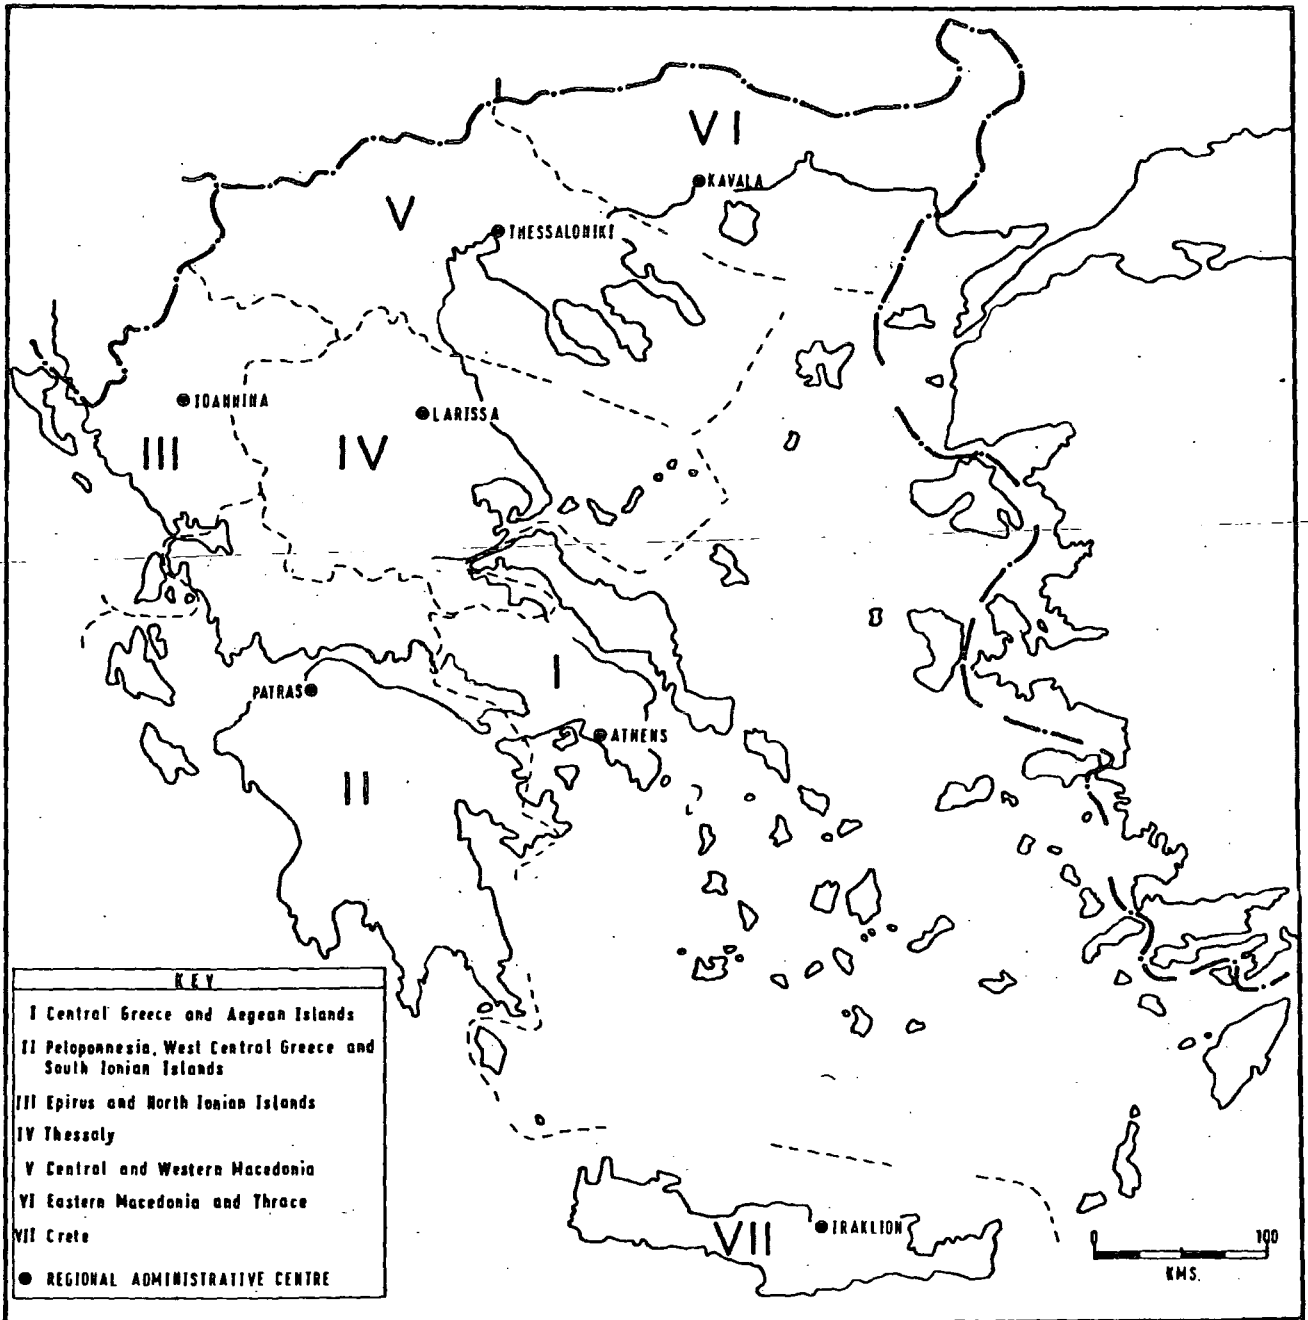 VI
KAVALA
V
THESSALONIKI
IOANNINA
LARISSA
III
IV
I
PATRAS
ATHENS
II
KEY
I Central Greece and Aegean Islands
II Peloponnesia, West Central Greece and
South Ionian Islands
III Epirus and North Ionian Islands
IV Thessaly
V Central and Western Macedonia
VI Eastern Macedonia and Thrace
VII Crete
REGIONAL ADMINISTRATIVE CENTRE
VII
IRAKLION
0 100
KMS.